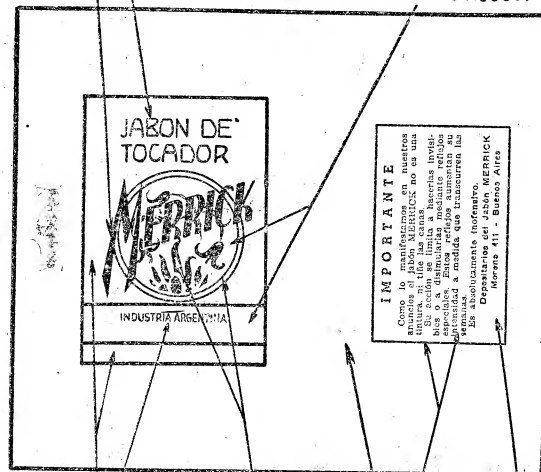 JABON DE
TOCADOR
MERRICK
INDUSTRIA ARGENTINA
IMPORTANTE
Como lo manifestamos en nuestros
anuncios el jabón MERRICK no es una
tintura, ni tiñe las canas.
Su acción se limita a hacerlas invisi-
bles o a disimularlas mediante reflejos
especiales. Estos reflejos aumentan su
intensidad a medida que transcurren las
semanas.
Es absolutamente inofensivo.
Depositarios del Jabón MERRICK
Moreno 411 - Buenos Aires